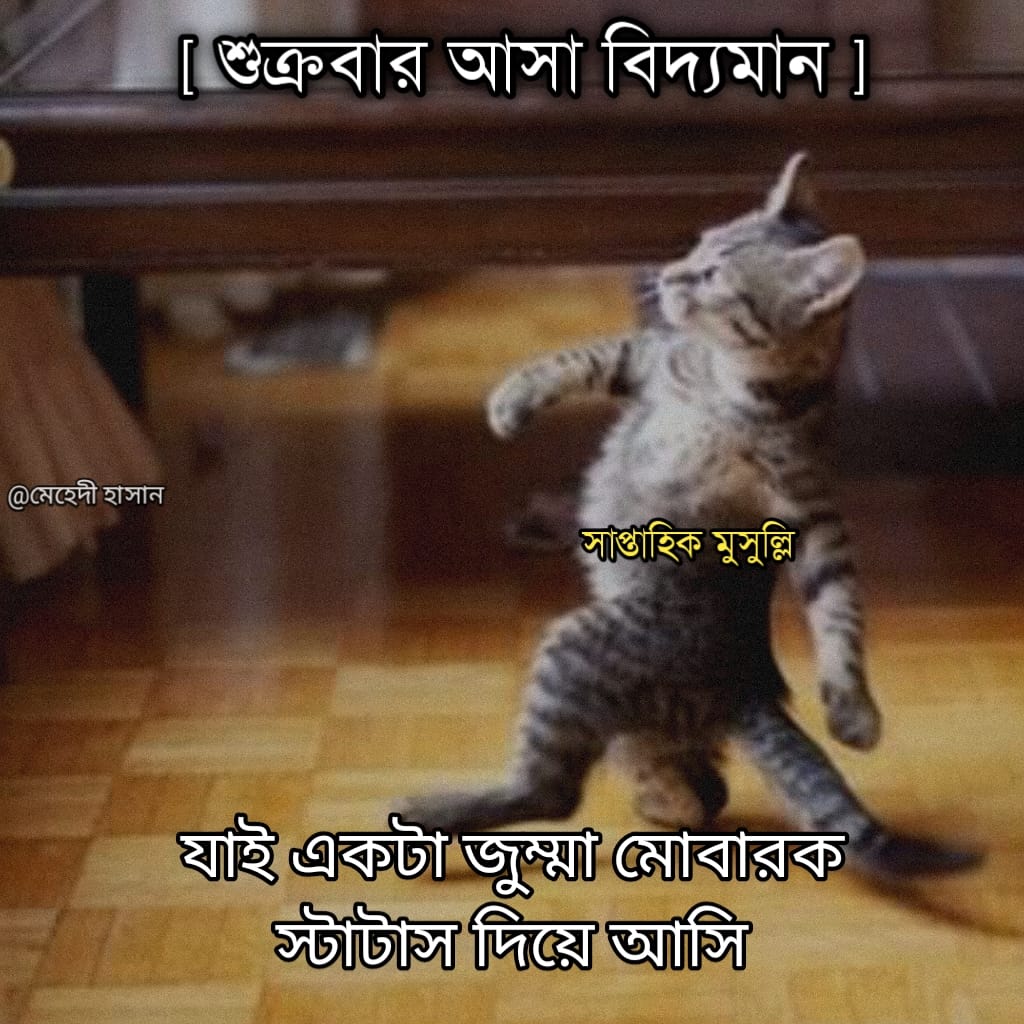 [ শুক্রবার আসা বিদ্যমান ]
@মেহেদী হাসান
সাপ্তাহিক মুসুল্লি
যাই একটা জুম্মা মোবারক
স্টাটাস দিয়ে আসি